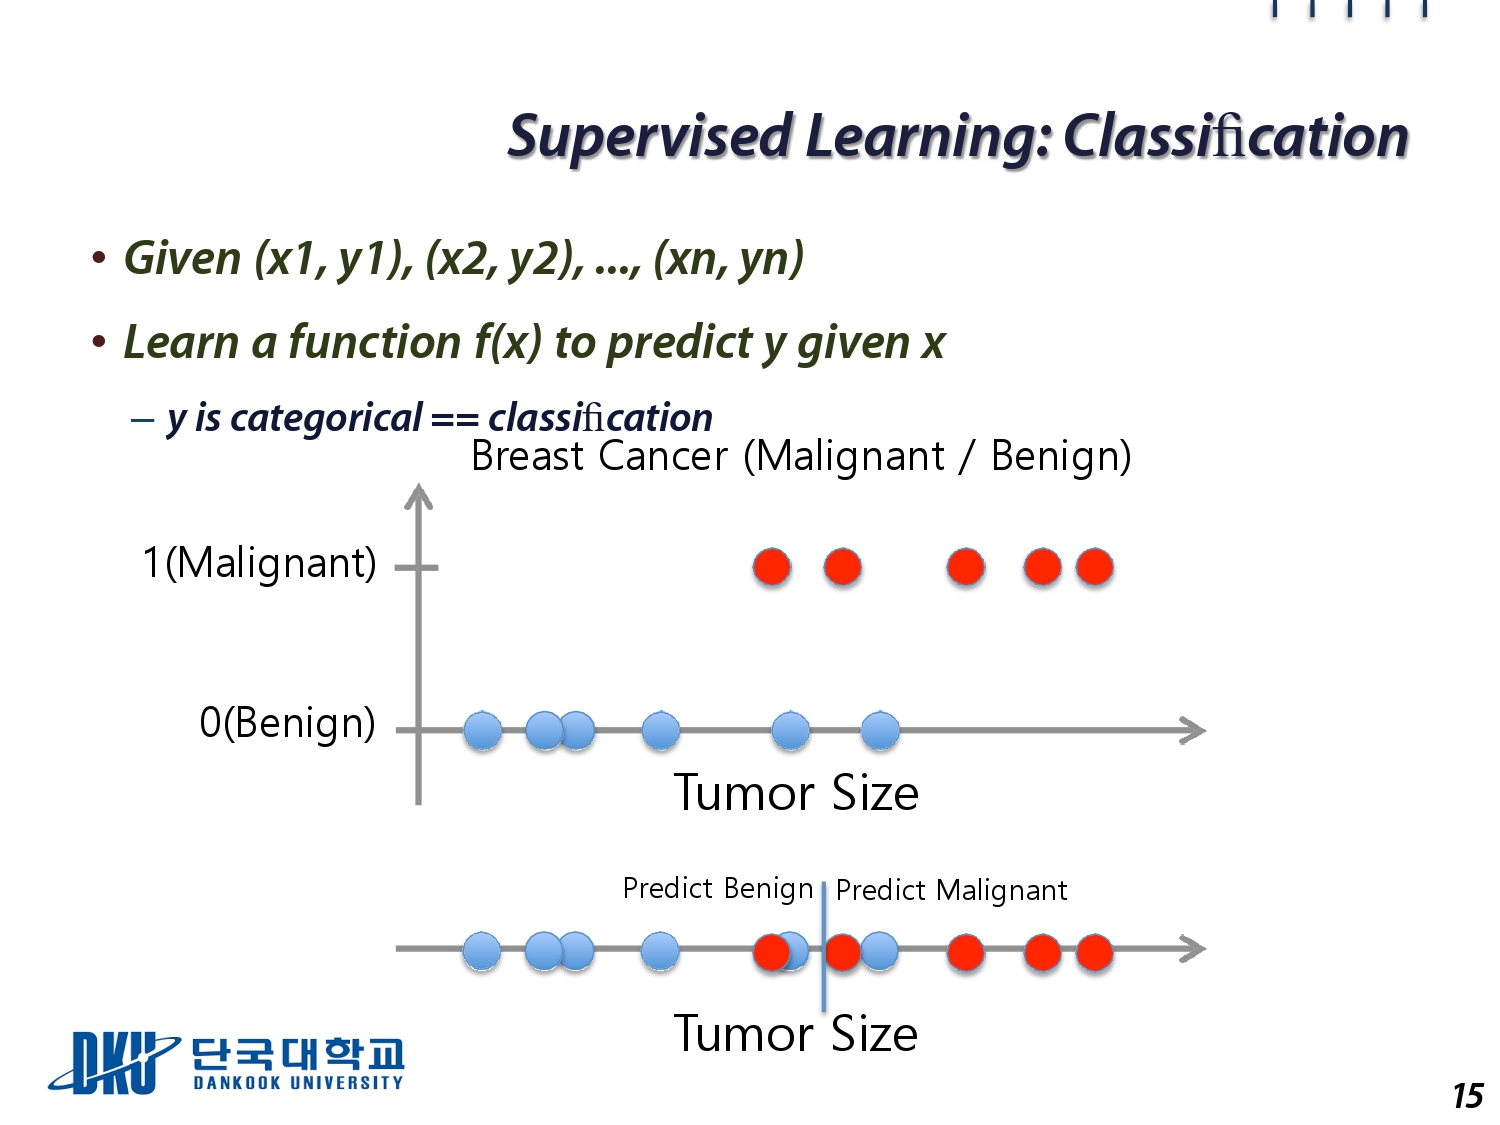 Supervised Learning: Classification
• Given (x1, y1), (x2, y2), ..., (xn, yn)
• Learn a function f(x) to predict y given x
– y is categorical == classification
Breast Cancer (Malignant / Benign)
1(Malignant)
0(Benign)
Tumor Size
Predict Benign
Predict Malignant
Tumor Size
DKU 단국대학교
DANKOOK UNIVERSITY
15